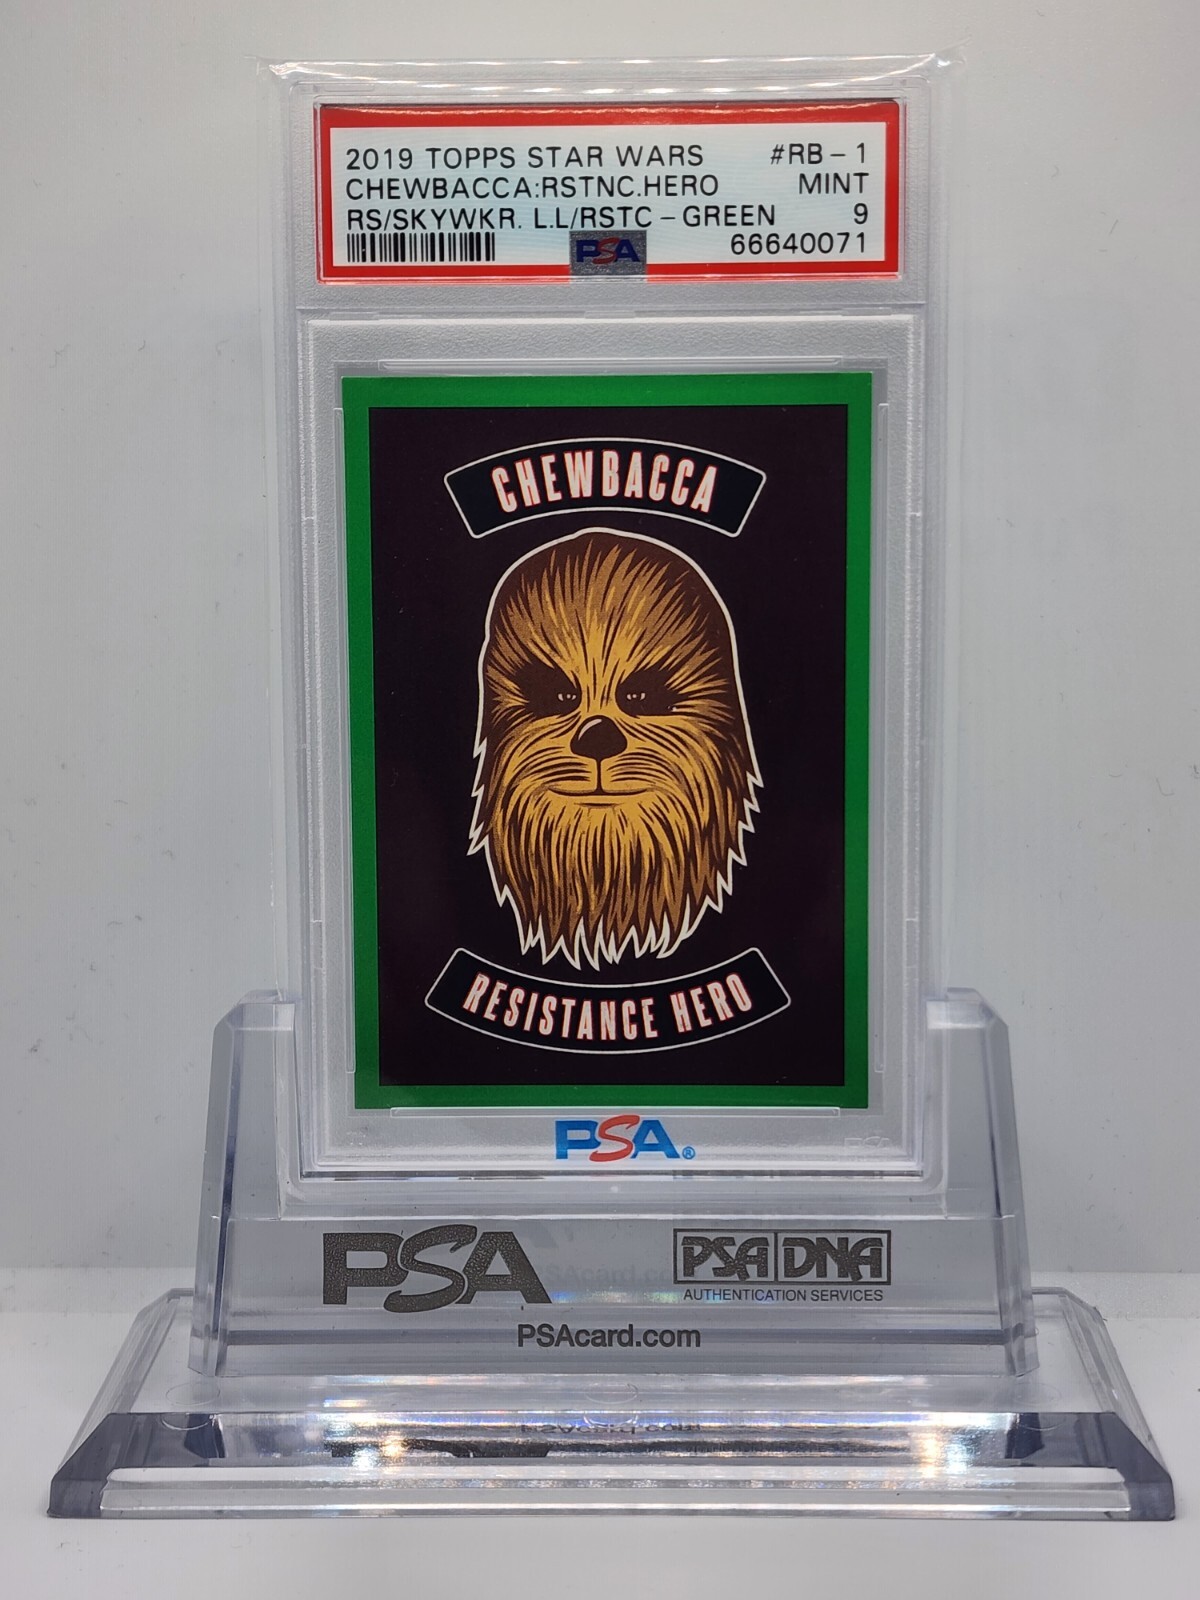 2019 TOPPS STAR WARS #RB-1
CHEWBACCA:RSTNC.HERO MINT
RS/SKYWKR. L.L/RSTC-GREEN 9
PSA 66640071
CHEWBACCA
RESISTANCE HERO
PSA®
PSA PSA DNA
AUTHENTICATION SERVICES
PSAcard.com